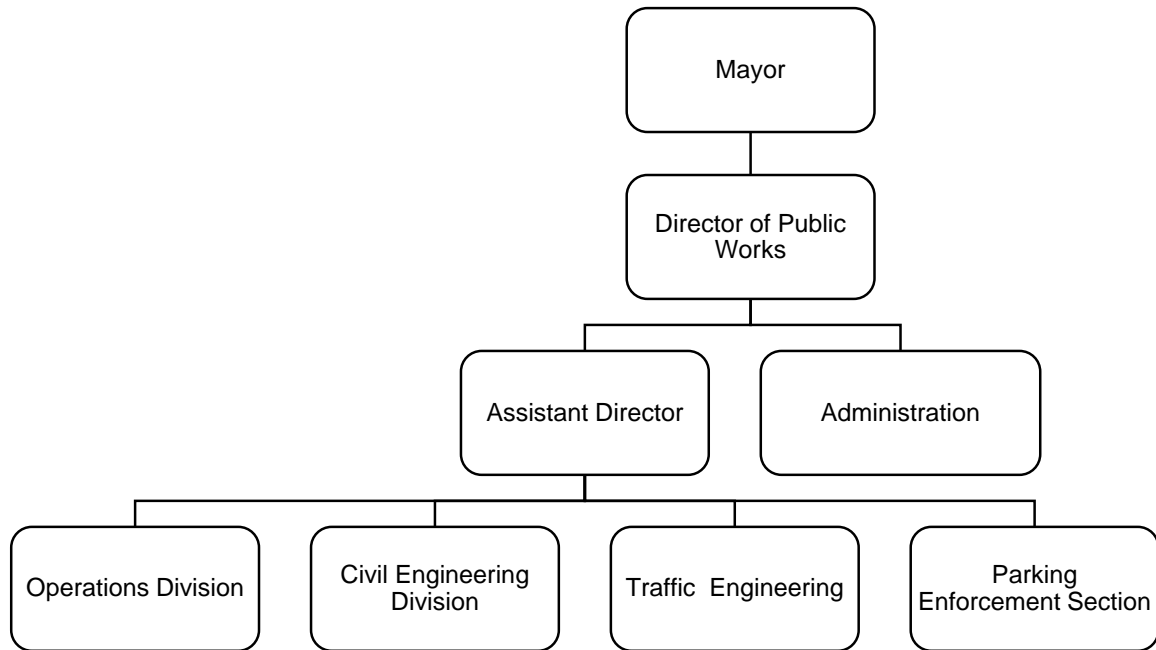 Mayor
Director of Public
Works
Assistant Director
Administration
Operations Division
Civil Engineering
Division
Traffic  Engineering
Parking
Enforcement Section